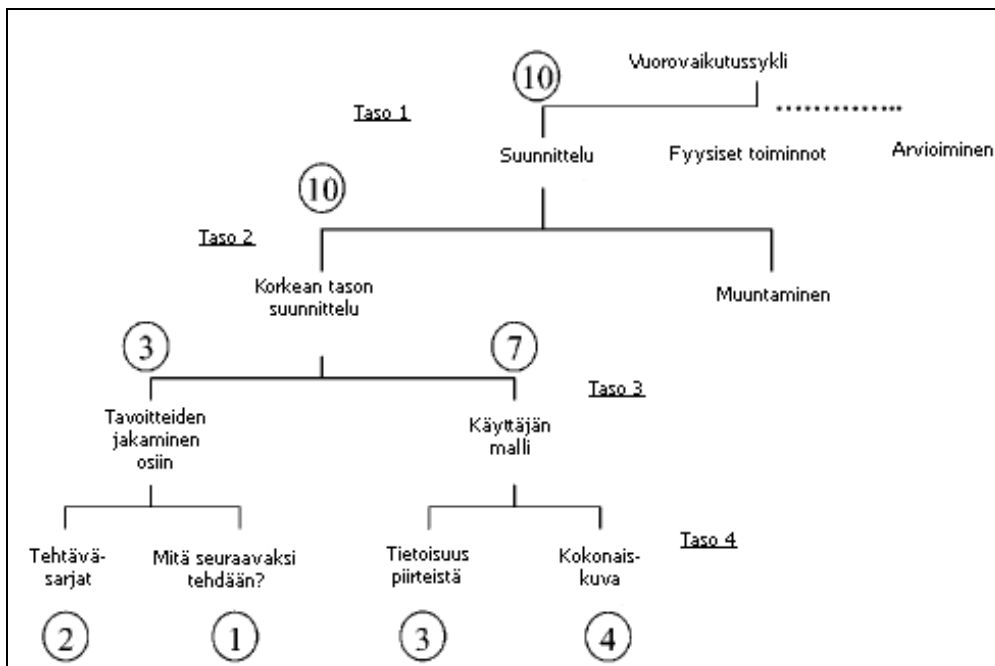 Vuorovaikutussykli
10
Taso 1
Suunnittelu
Fyysiset toiminnot
Arvioiminen
10
Taso 2
Korkean tason
suunnittelu
Muuntaminen
3
7
Taso 3
Tavoitteiden
jakaminen
osiin
Käyttäjän
malli
Taso 4
Tehtävä-
sarjat
Mitä seuraavaksi
tehdään?
Tietoisuus
piirteistä
Kokonais-
kuva
2
1
3
4